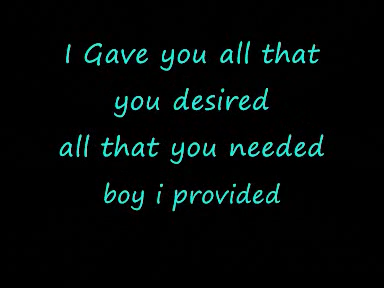 I Gave you all that
you desired
all that you needed
boy i provided